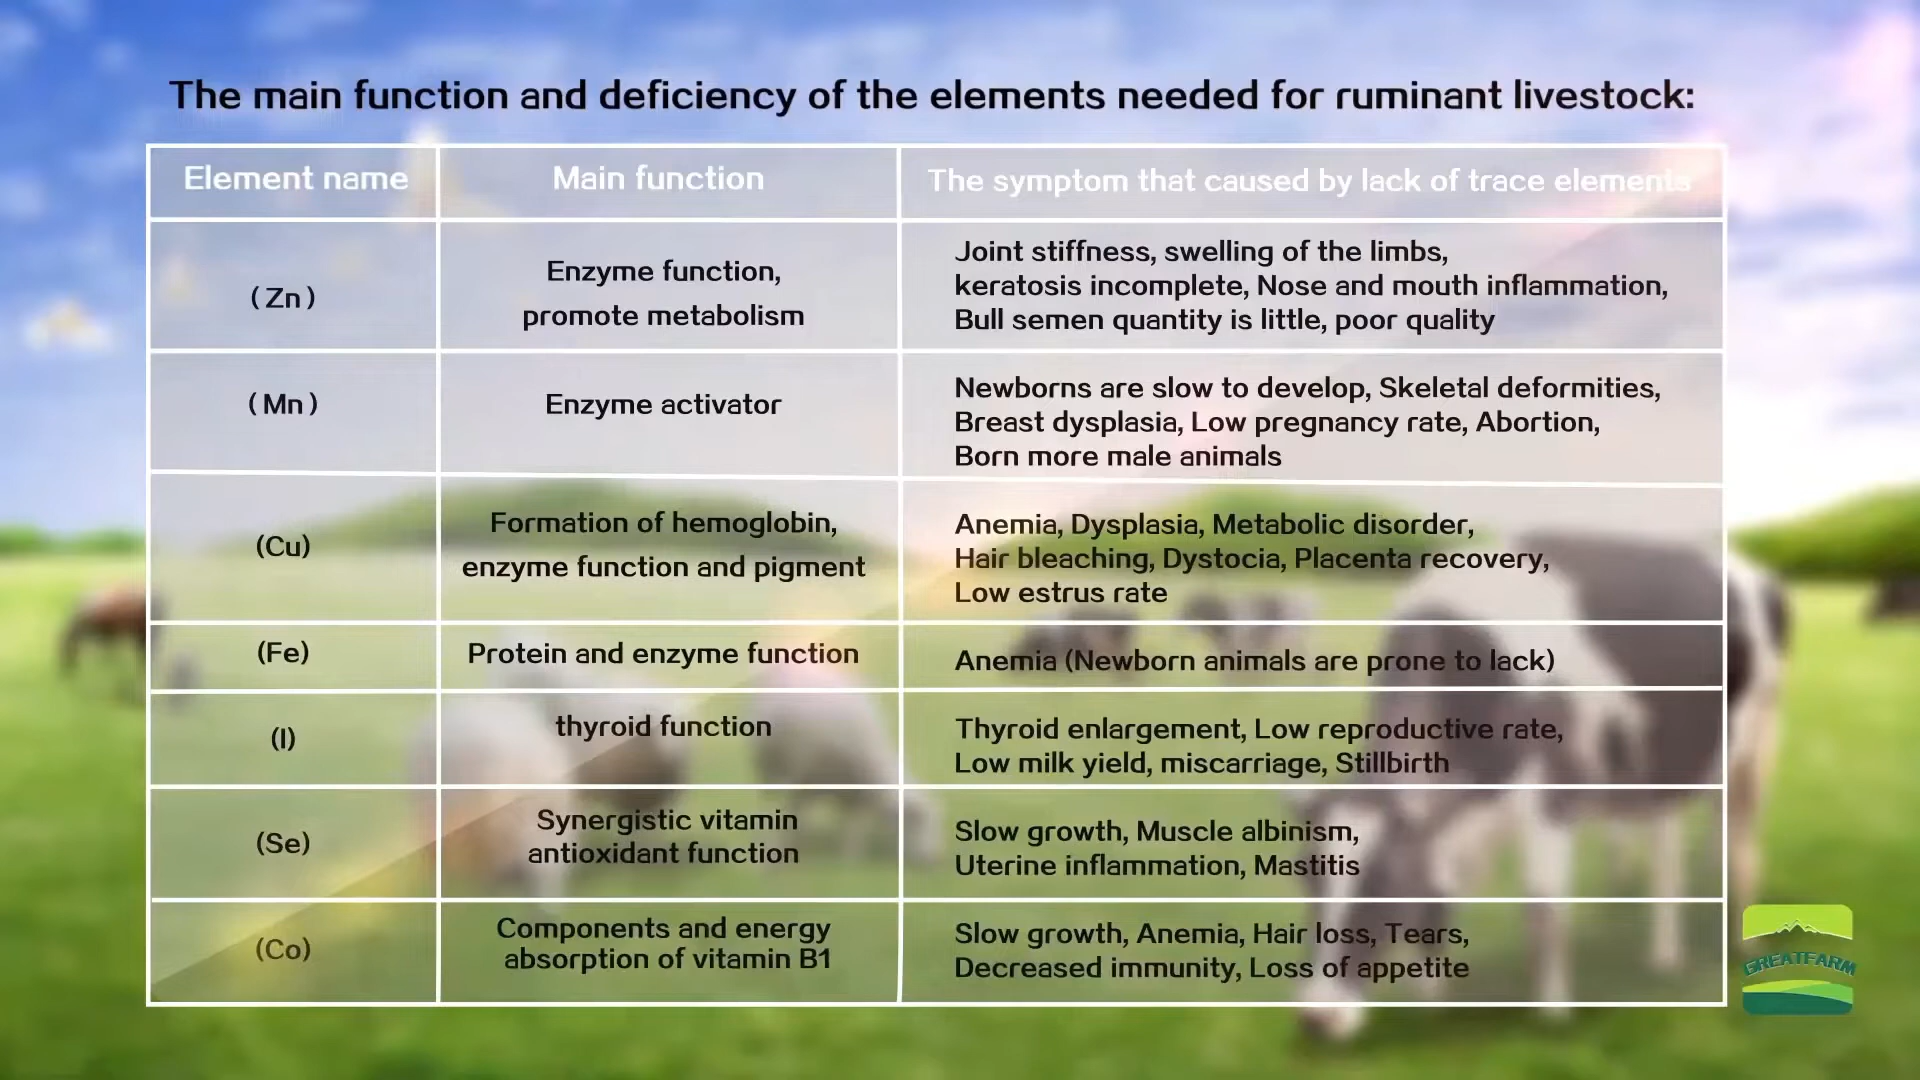 The main function and deficiency of the elements needed for ruminant livestock:
Element name
Main function
The symptom that caused by lack of trace elements
( Zn )
Enzyme function,
promote metabolism
Joint stiffness, swelling of the limbs,
keratosis incomplete, Nose and mouth inflammation,
Bull semen quantity is little, poor quality
( Mn )
Enzyme activator
Newborns are slow to develop, Skeletal deformities,
Breast dysplasia, Low pregnancy rate, Abortion,
Born more male animals
(Cu)
Formation of hemoglobin,
enzyme function and pigment
Anemia, Dysplasia, Metabolic disorder,
Hair bleaching, Dystocia, Placenta recovery,
Low estrus rate
(Fe)
Protein and enzyme function
Anemia (Newborn animals are prone to lack)
(I)
thyroid function
Thyroid enlargement, Low reproductive rate,
Low milk yield, miscarriage, Stillbirth
(Se)
Synergistic vitamin
antioxidant function
Slow growth, Muscle albinism,
Uterine inflammation, Mastitis
(Co)
Components and energy
absorption of vitamin B1
Slow growth, Anemia, Hair loss, Tears,
Decreased immunity, Loss of appetite
GREATFARM